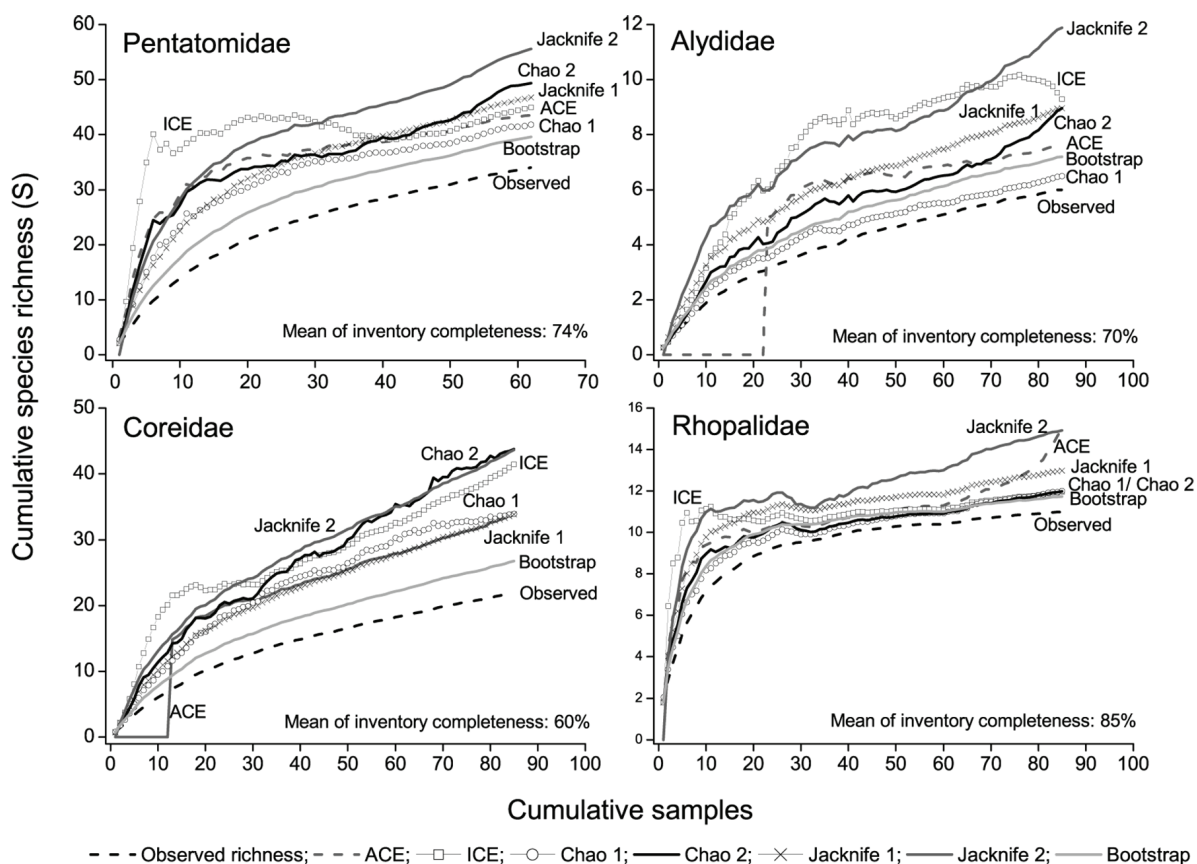 Cumulative species richness (S)
Pentatomidae
60
50
40
30
20
10
0
0
10
20
30
40
50
60
70
ICE
Jacknife 2
Chao 2
Jacknife 1
ACE
Chao 1
Bootstrap
Observed
Mean of inventory completeness: 74%
Alydidae
12
10
8
6
4
2
0
0
10
20
30
40
50
60
70
80
90
100
Jacknife 2
ICE
Jacknife 1
Chao 2
ACE
Bootstrap
Chao 1
Observed
Mean of inventory completeness: 70%
Coreidae
50
40
30
20
10
0
0
10
20
30
40
50
60
70
80
90
100
Chao 2
ICE
Jacknife 2
Chao 1
Jacknife 1
Bootstrap
Observed
ACE
Mean of inventory completeness: 60%
Rhopalidae
16
14
12
10
8
6
4
2
0
0
10
20
30
40
50
60
70
80
90
100
Jacknife 2
ACE
ICE
Jacknife 1
Chao 1/ Chao 2
Bootstrap
Observed
Mean of inventory completeness: 85%
Cumulative samples
Observed richness; ACE; ICE; Chao 1; Chao 2; Jacknife 1; Jacknife 2; Bootstrap